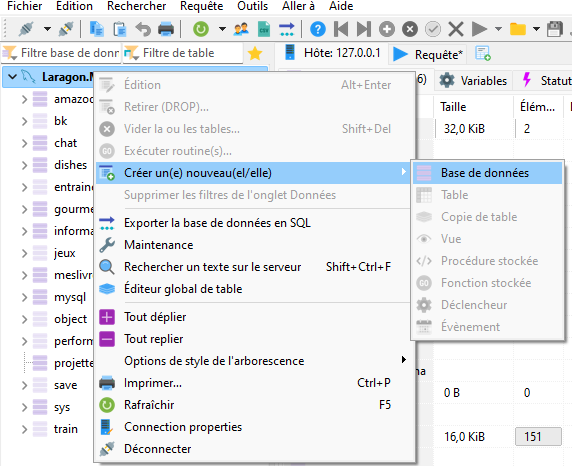 Fichier Edition Rechercher Requête Outils Aller à Aide
Filtre base de donr Filtre de table Hôte: 127.0.0.1 Requête*
Laragon.M 6) Variables Statut
Taille Élém...
32,0 KiB 2
0 B 0
16,0 KiB 151
amazoc
bk
chat
dishes
entraine
gourme
informa
jeux
meslivre
mysql
object
perform
projette
save
sys
train
Édition Alt+Enter
Retirer (DROP)...
Vider la ou les tables... Shift+Del
Exécuter routine(s)...
Créer un(e) nouveau(el/elle)
Supprimer les filtres de l'onglet Données
Exporter la base de données en SQL
Maintenance
Rechercher un texte sur le serveur Shift+Ctrl+F
Éditeur global de table
Tout déplier
Tout replier
Options de style de l'arborescence
Imprimer... Ctrl+P
Rafraîchir F5
Connection properties
Déconnecter
Base de données
Table
Copie de table
Vue
Procédure stockée
Fonction stockée
Déclencheur
Évènement